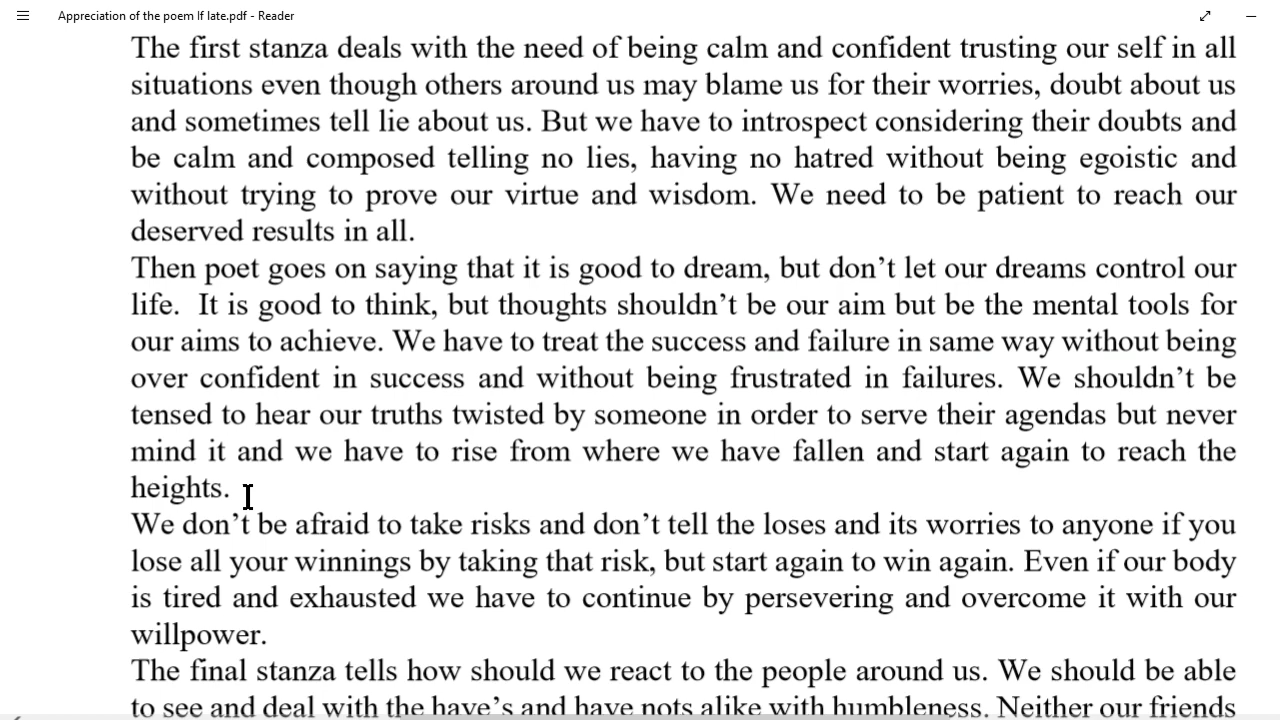 Appreciation of the poem If late.pdf - Reader
The first stanza deals with the need of being calm and confident trusting our self in all
situations even though others around us may blame us for their worries, doubt about us
and sometimes tell lie about us. But we have to introspect considering their doubts and
be calm and composed telling no lies, having no hatred without being egoistic and
without trying to prove our virtue and wisdom. We need to be patient to reach our
deserved results in all.
Then poet goes on saying that it is good to dream, but don’t let our dreams control our
life.  It is good to think, but thoughts shouldn’t be our aim but be the mental tools for
our aims to achieve. We have to treat the success and failure in same way without being
over confident in success and without being frustrated in failures. We shouldn’t be
tensed to hear our truths twisted by someone in order to serve their agendas but never
mind it and we have to rise from where we have fallen and start again to reach the
heights.
We don’t be afraid to take risks and don’t tell the loses and its worries to anyone if you
lose all your winnings by taking that risk, but start again to win again. Even if our body
is tired and exhausted we have to continue by persevering and overcome it with our
willpower.
The final stanza tells how should we react to the people around us. We should be able
to see and deal with the have’s and have nots alike with humbleness. Neither our friends